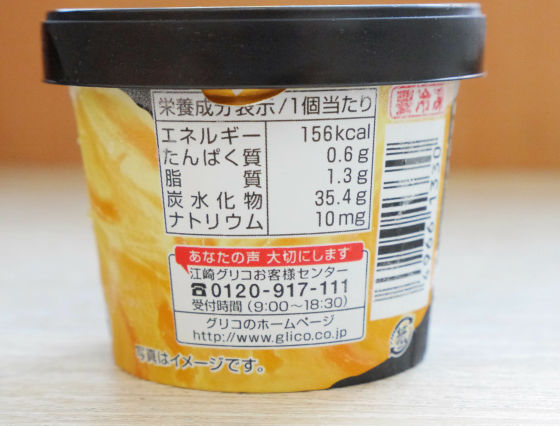 栄養成分表示/1個当たり
エネルギー 156kcal
たんぱく質 0.6g
脂質 1.3g
炭水化物 35.4g
ナトリウム 10mg
あなたの声 大切にします
江崎グリコお客様センター
☎0120-917-111
受付時間(9:00〜18:30)
グリコのホームページ
http://www.glico.co.jp
写真はイメージです。